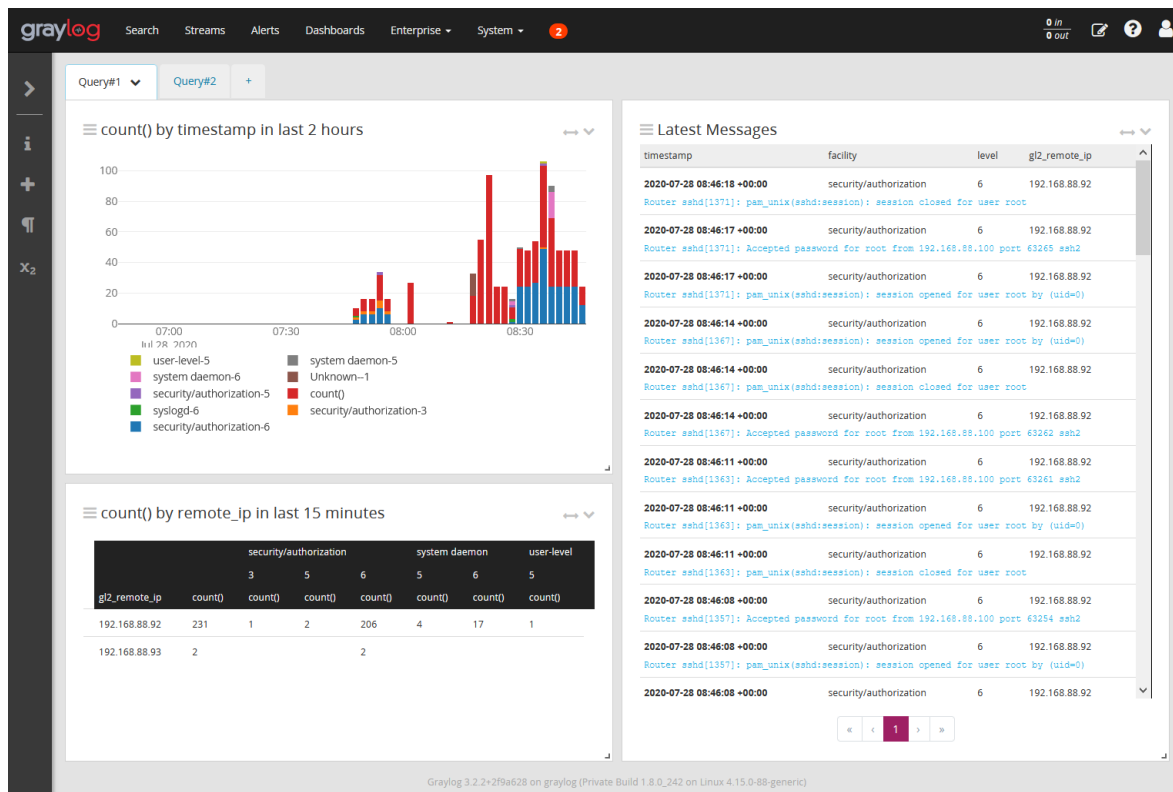 graylog Search Streams Alerts Dashboards Enterprise System 2 0 in
0 out
Query#1 Query#2 +
count() by timestamp in last 2 hours
100
80
60
40
20
0
07:00 07:30 08:00 08:30
Jul 28, 2020
user-level-5 system daemon-5
system daemon-6 Unknown--1
security/authorization-5 count()
syslogd-6 security/authorization-3
security/authorization-6
count() by remote_ip in last 15 minutes
security/authorization system daemon user-level
3 5 6 5 6 5
gl2_remote_ip count() count() count() count() count() count() count()
192.168.88.92 231 1 2 206 4 17 1
192.168.88.93 2 2
Latest Messages
timestamp facility level gl2_remote_ip
2020-07-28 08:46:18 +00:00 security/authorization 6 192.168.88.92
Router sshd[1371]: pam_unix(sshd:session): session closed for user root
2020-07-28 08:46:17 +00:00 security/authorization 6 192.168.88.92
Router sshd[1371]: Accepted password for root from 192.168.88.100 port 63265 ssh2
2020-07-28 08:46:17 +00:00 security/authorization 6 192.168.88.92
Router sshd[1371]: pam_unix(sshd:session): session opened for user root by (uid=0)
2020-07-28 08:46:14 +00:00 security/authorization 6 192.168.88.92
Router sshd[1367]: pam_unix(sshd:session): session opened for user root by (uid=0)
2020-07-28 08:46:14 +00:00 security/authorization 6 192.168.88.92
Router sshd[1367]: pam_unix(sshd:session): session closed for user root
2020-07-28 08:46:14 +00:00 security/authorization 6 192.168.88.92
Router sshd[1367]: Accepted password for root from 192.168.88.100 port 63262 ssh2
2020-07-28 08:46:11 +00:00 security/authorization 6 192.168.88.92
Router sshd[1363]: Accepted password for root from 192.168.88.100 port 63261 ssh2
2020-07-28 08:46:11 +00:00 security/authorization 6 192.168.88.92
Router sshd[1363]: pam_unix(sshd:session): session opened for user root by (uid=0)
2020-07-28 08:46:11 +00:00 security/authorization 6 192.168.88.92
Router sshd[1363]: pam_unix(sshd:session): session closed for user root
2020-07-28 08:46:08 +00:00 security/authorization 6 192.168.88.92
Router sshd[1357]: Accepted password for root from 192.168.88.100 port 63254 ssh2
2020-07-28 08:46:08 +00:00 security/authorization 6 192.168.88.92
Router sshd[1357]: pam_unix(sshd:session): session opened for user root by (uid=0)
2020-07-28 08:46:08 +00:00 security/authorization 6 192.168.88.92
« ‹ 1 › »
Graylog 3.2.2+2f9a628 on graylog (Private Build 1.8.0_242 on Linux 4.15.0-88-generic)